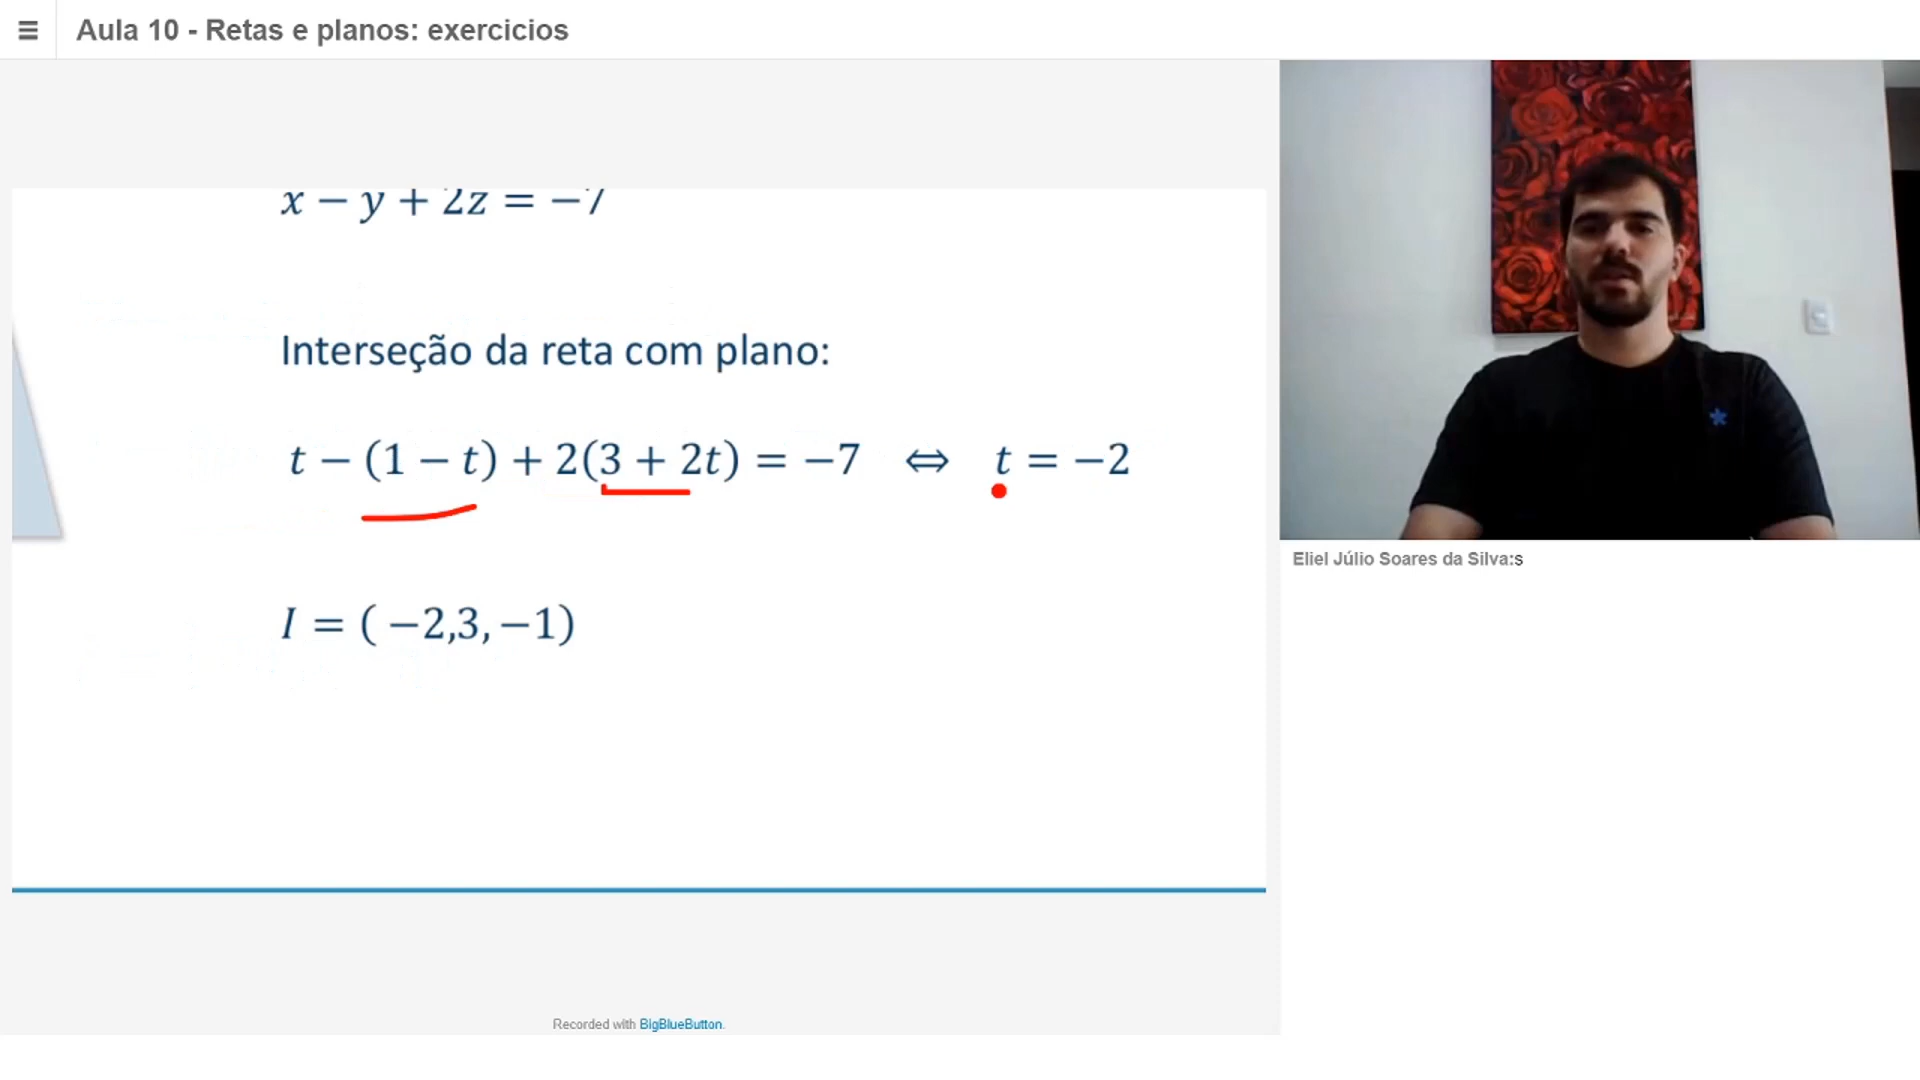 Aula 10 - Retas e planos: exercicios
x − y + 2z = −7
Interseção da reta com plano:
t − (1 − t) + 2(3 + 2t) = −7 ⇔ t = −2
I = ( −2,3, −1)
Eliel Júlio Soares da Silva:s
Recorded with BigBlueButton.